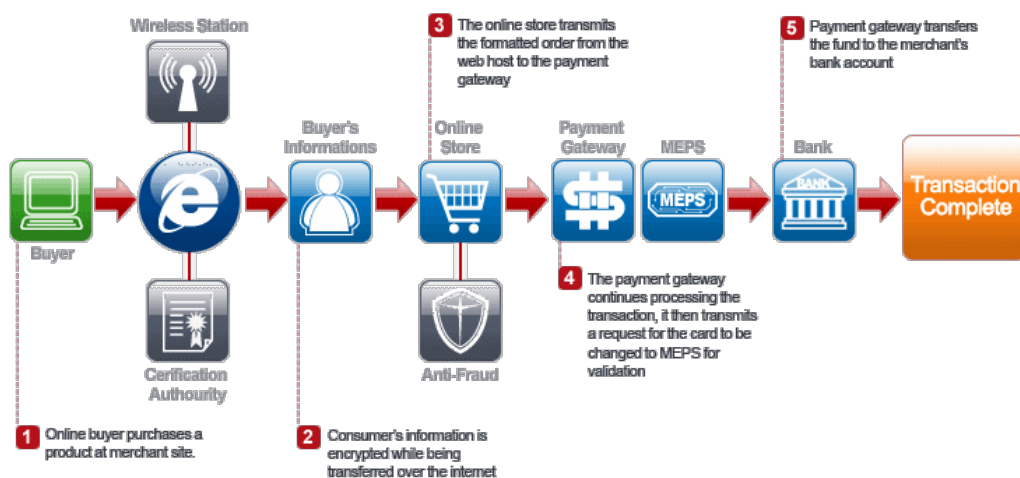 Wireless Station
3
The online store transmits
the formatted order from the
web host to the payment
gateway
5
Payment gateway transfers
the fund to the merchant's
bank account
Buyer's
Informations
Online
Store
Payment
Gateway
MEPS
Bank
MEPS
BANK
Transaction
Complete
Buyer
Cerification
Authourity
Anti-Fraud
4
The payment gateway
continues processing the
transaction, it then transmits
a request for the card to be
changed to MEPS for
validation
1
Online buyer purchases a
product at merchant site.
2
Consumer's information is
encrypted while being
transferred over the internet